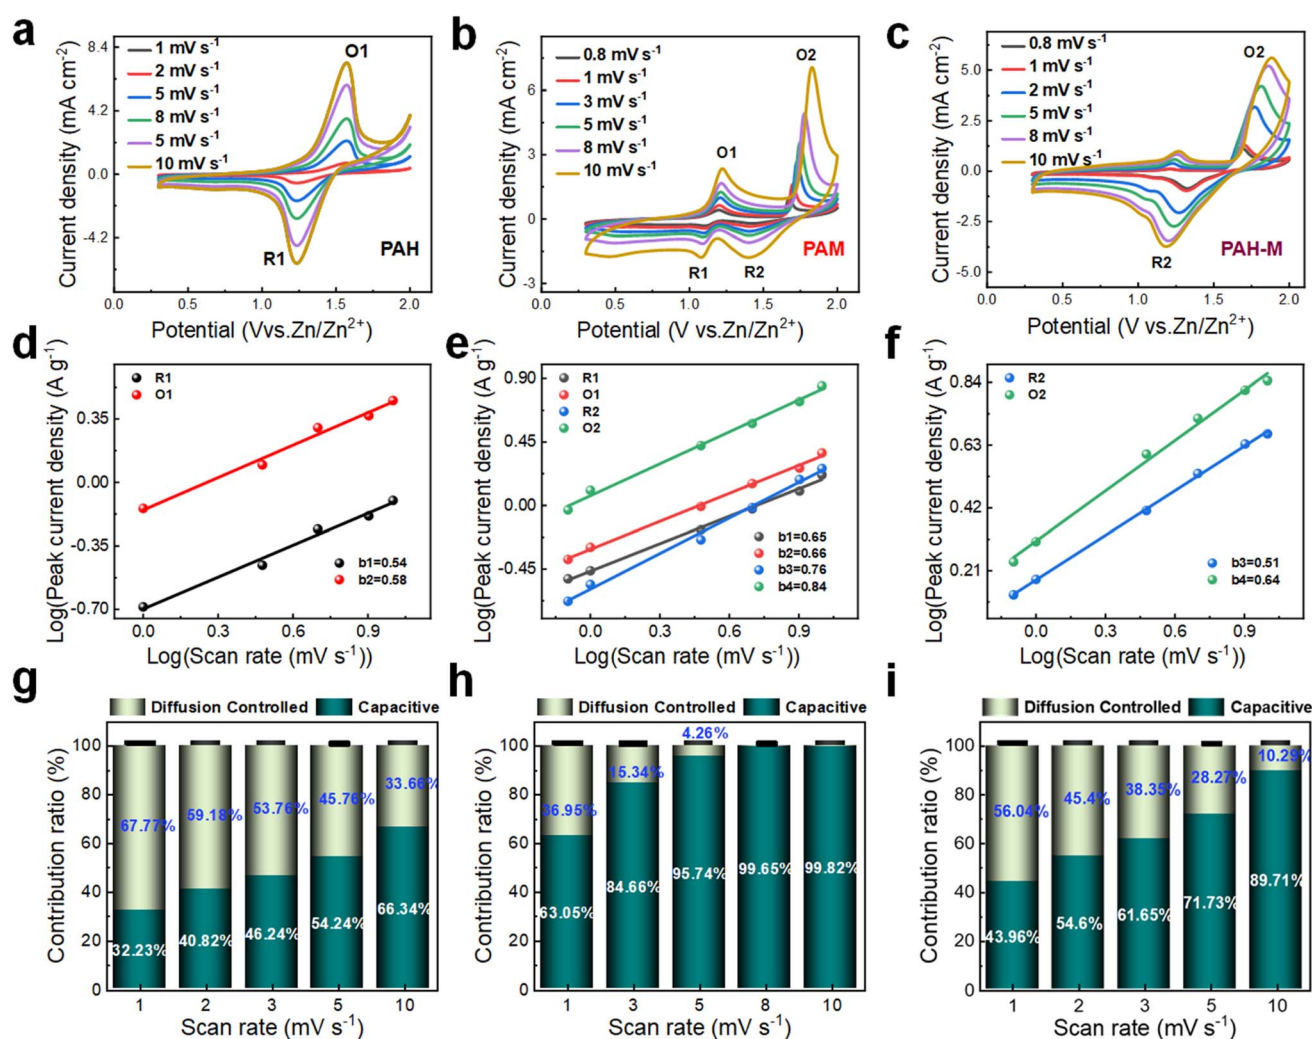 a
8.4
4.2
0.0
4.2
0.0
1.0
1.5
2.0
1 mV s⁻¹
2 mV s⁻¹
5 mV s⁻¹
8 mV s⁻¹
5 mV s⁻¹
10 mV s⁻¹
O1
R1
PAH
Current density (mA cm⁻²)
Potential (Vvs.Zn/Zn²⁺)
b
6
3
0
-3
0.0
0.5
1.0
1.5
2.0
0.8 mV s⁻¹
1 mV s⁻¹
3 mV s⁻¹
5 mV s⁻¹
8 mV s⁻¹
10 mV s⁻¹
O2
O1
R1
R2
PAM
Current density (mA cm⁻²)
Potential (V vs.Zn/Zn²⁺)
c
5.0
2.5
0.0
-2.5
-5.0
0.0
0.5
1.0
1.5
2.0
0.8 mV s⁻¹
1 mV s⁻¹
2 mV s⁻¹
5 mV s⁻¹
8 mV s⁻¹
10 mV s⁻¹
O2
R2
PAH-M
Current density (mA cm⁻²)
Potential (V vs.Zn/Zn²⁺)
d
R1
O1
0.35
0.00
-0.35
-0.70
0.0
0.3
0.6
0.9
b1=0.54
b2=0.58
Log(Peak current density (A g⁻¹)
Log(Scan rate (mV s⁻¹))
e
R1
O1
R2
O2
0.90
0.45
0.00
-0.45
0.0
0.3
0.6
0.9
b1=0.65
b2=0.66
b3=0.76
b4=0.84
Log(Peak current density (A g⁻¹)
Log(Scan rate (mV s⁻¹))
f
R2
O2
0.84
0.63
0.42
0.21
0.0
0.3
0.6
0.9
b3=0.51
b4=0.64
Log(Peak current density (A g⁻¹)
Log(Scan rate (mV s⁻¹))
g
Diffusion Controlled
Capacitive
100
80
60
40
20
0
67.77%
59.18%
53.76%
45.76%
33.66%
32.23%
40.82%
46.24%
54.24%
66.34%
1
2
3
5
10
Contribution ratio (%)
Scan rate (mV s⁻¹)
h
Diffusion Controlled
Capacitive
100
80
60
40
20
0
36.95%
15.34%
4.26%
63.05%
84.66%
95.74%
99.65%
99.82%
1
3
5
8
10
Contribution ratio (%)
Scan rate (mV s⁻¹)
i
Diffusion Controlled
Capacitive
100
80
60
40
20
0
56.04%
45.4%
38.35%
28.27%
10.29%
43.96%
54.6%
61.65%
71.73%
89.71%
1
2
3
5
10
Contribution ratio (%)
Scan rate (mV s⁻¹)